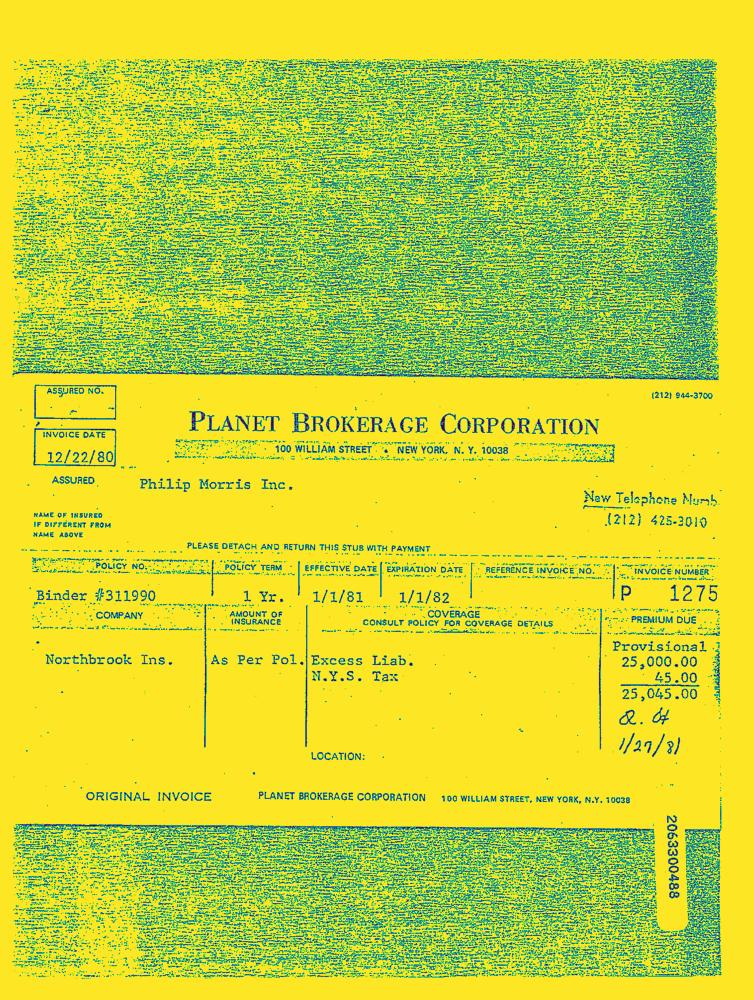 ASSURED NO.
(212) 944-3700
PLANET BROKERAGE CORPORATION
INVOICE DATE
100 WILLIAM STREET • NEW YORK, N. Y. 10038
12/22/80
ASSURED
Philip Morris Inc.
New Telephone Numb
(212) 425-3010
NAME OF INSURED
IF DIFFERENT FROM
NAME ABOVE
PLEASE DETACH AND RETURN THIS STUB WITH PAYMENT
POLICY NO. POLICY TERM EFFECTIVE DATE EXPIRATION DATE REFERENCE INVOICE NO. INVOICE NUMBER
Binder #311990 1 Yr. 1/1/81 1/1/82 P 1275
COMPANY AMOUNT OF INSURANCE COVERAGE PREMIUM DUE
CONSULT POLICY FOR COVERAGE DETAILS
Provisional
Northbrook Ins. As Per Pol. Excess Liab. 25,000.00
N.Y.S. Tax 45.00
25,045.00
1/27/81
LOCATION:
ORIGINAL INVOICE PLANET BROKERAGE CORPORATION 100 WILLIAM STREET, NEW YORK, N.Y. 10038
2063300488